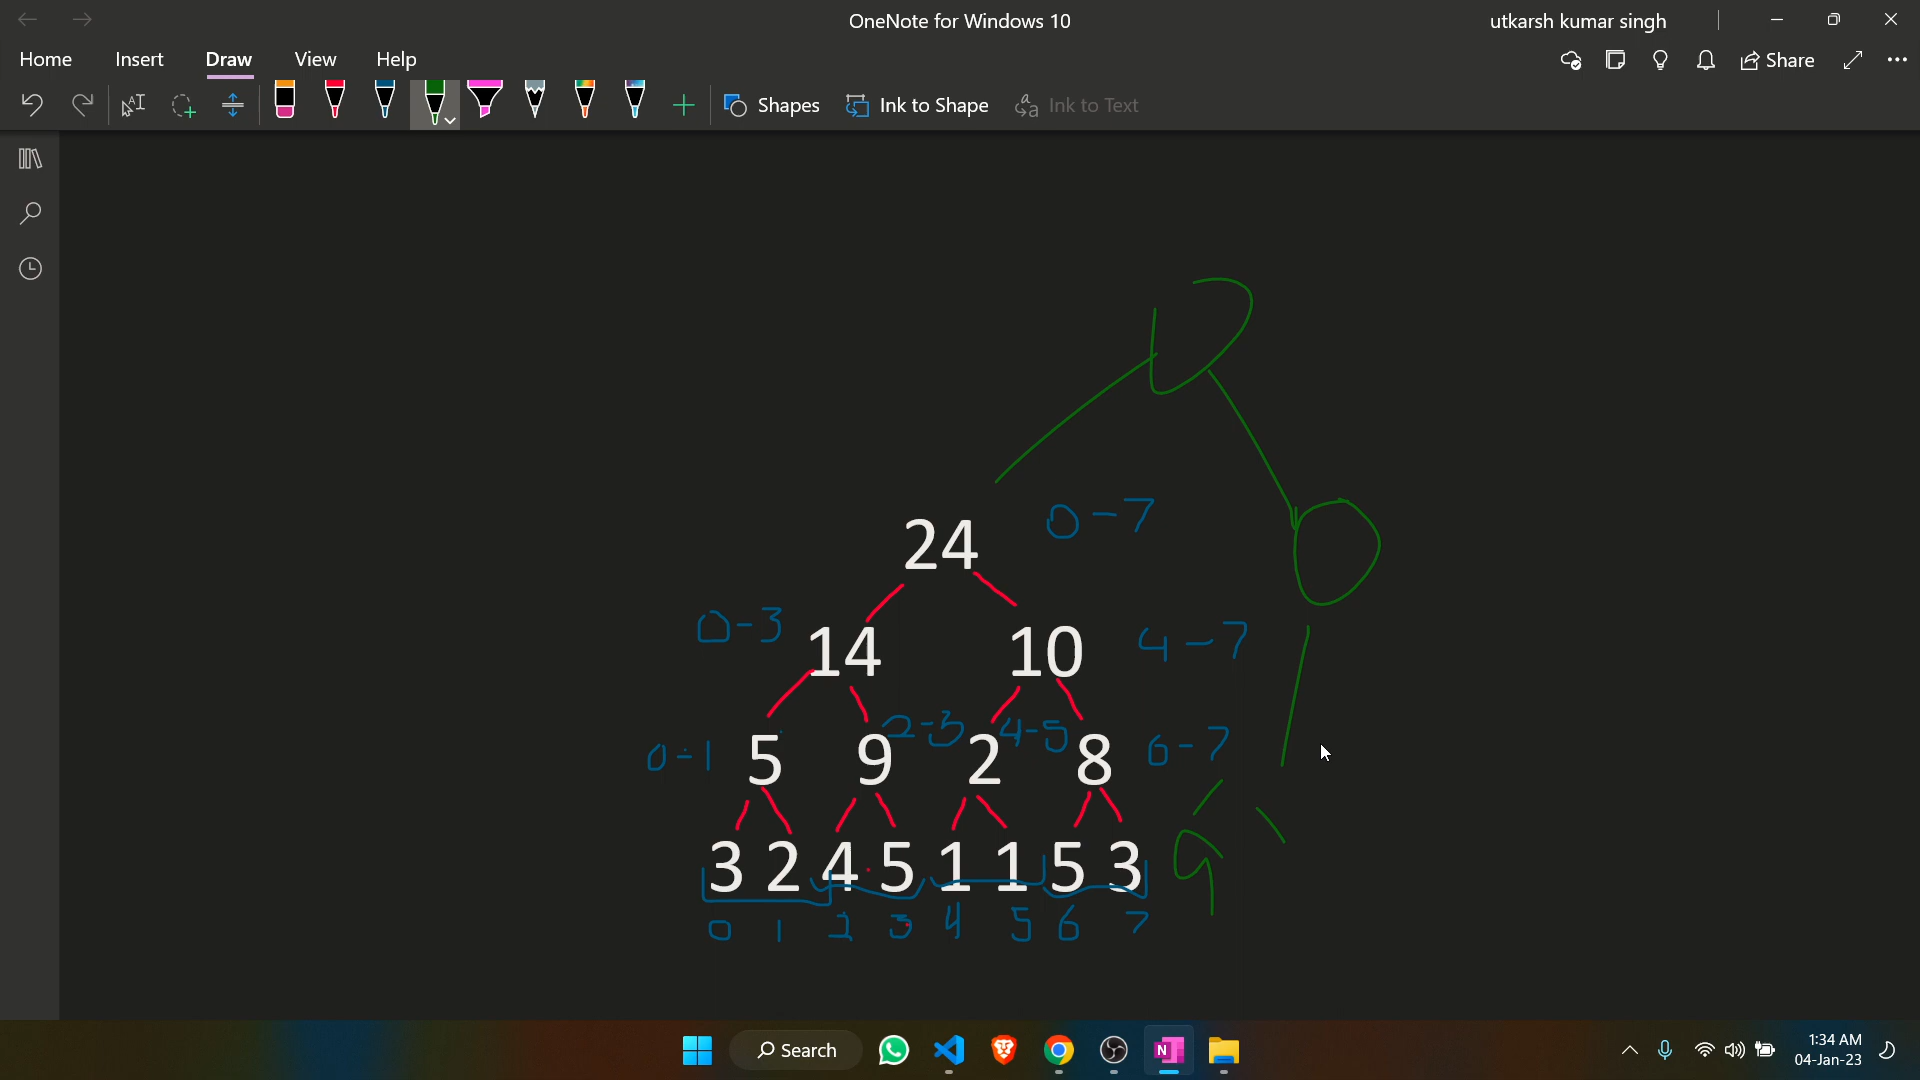 OneNote for Windows 10
utkarsh kumar singh
Home Insert Draw View Help
Share
Shapes Ink to Shape Ink to Text
24 0-7
0-3 14 10 4-7
0-1 5 9 2-3 2 4-5 8 6-7
3 2 4 5 1 1 5 3 9
0 1 2 3 4 5 6 7
Search
1:34 AM
04-Jan-23